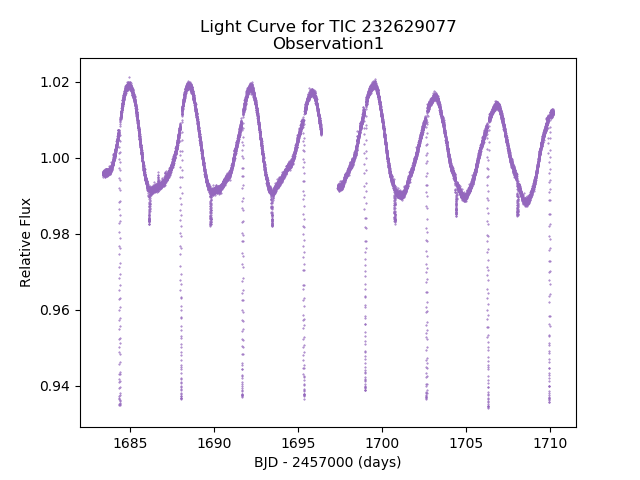 Light Curve for TIC 232629077
Observation1
Relative Flux
1.02
1.00
0.98
0.96
0.94
1685 1690 1695 1700 1705 1710
BJD - 2457000 (days)